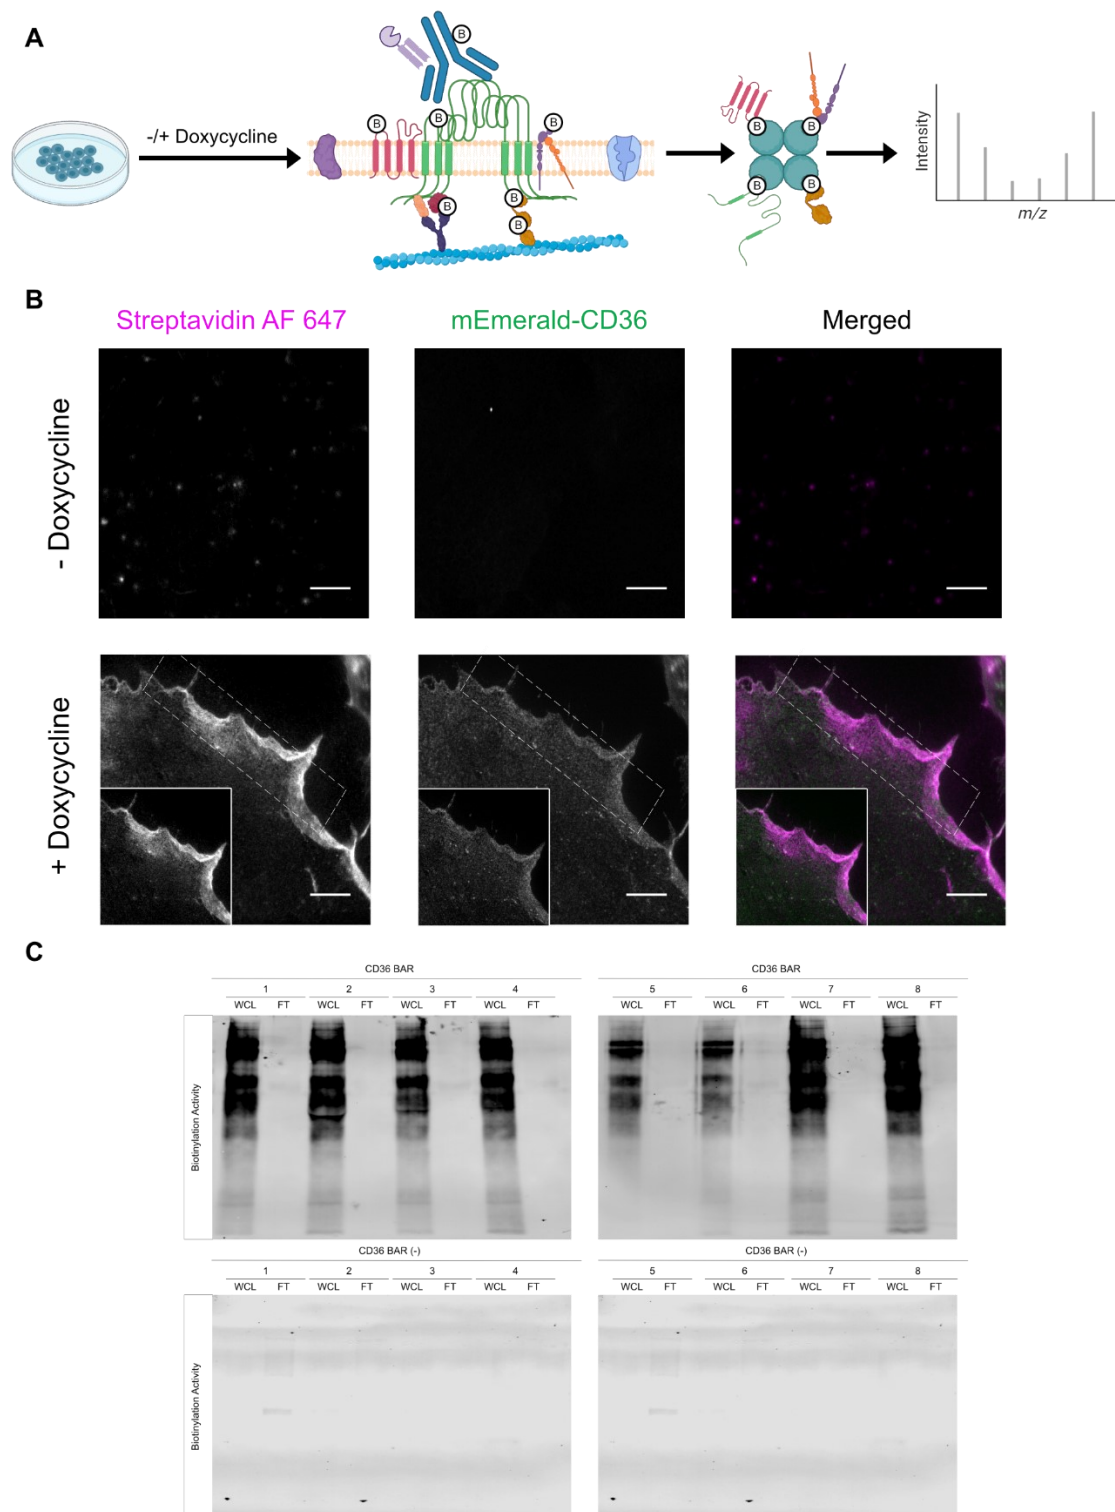 A
-/+ Doxycycline
B
B
B
B
B
B
B
B
B
B
B
Intensity
m/z
B
Streptavidin AF 647 mEmerald-CD36 Merged
- Doxycycline
+ Doxycycline
C
CD36 BAR CD36 BAR
1 2 3 4 5 6 7 8
WCL FT WCL FT WCL FT WCL FT WCL FT WCL FT WCL FT WCL FT
Biotinylation Activity
CD36 BAR (-) CD36 BAR (-)
1 2 3 4 5 6 7 8
WCL FT WCL FT WCL FT WCL FT WCL FT WCL FT WCL FT WCL FT
Biotinylation Activity